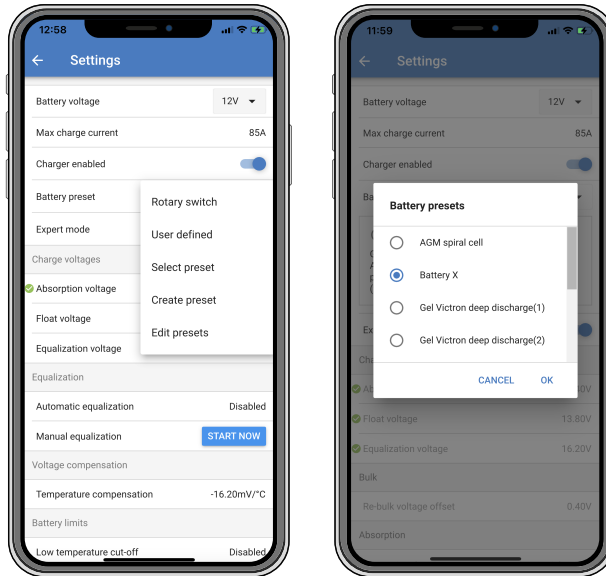 12:58
Settings
Battery voltage 12V
Max charge current 85A
Charger enabled
Battery preset
Rotary switch
User defined
Select preset
Create preset
Edit presets
Expert mode
Charge voltages
Absorption voltage
Float voltage
Equalization voltage
Equalization
Automatic equalization Disabled
Manual equalization START NOW
Voltage compensation
Temperature compensation -16.20mV/°C
Battery limits
Low temperature cut-off Disabled
11:59
Settings
Battery voltage 12V
Max charge current 85A
Charger enabled
Ba
Battery presets
AGM spiral cell
Battery X
Gel Victron deep discharge(1)
Gel Victron deep discharge(2)
CANCEL OK
Ex
Cha
Ab 0V
Float voltage 13.80V
Equalization voltage 16.20V
Bulk
Re-bulk voltage offset 0.40V
Absorption